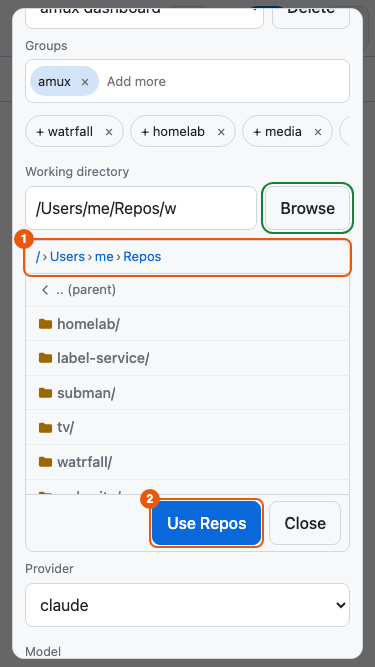 amux dashboard
Delete
Groups
amux × Add more
+ watrfall × + homelab × + media ×
Working directory
/Users/me/Repos/w Browse
1
/ › Users › me › Repos
.. (parent)
homelab/
label-service/
subman/
tv/
watrfall/
2
Use Repos Close
Provider
claude
Model